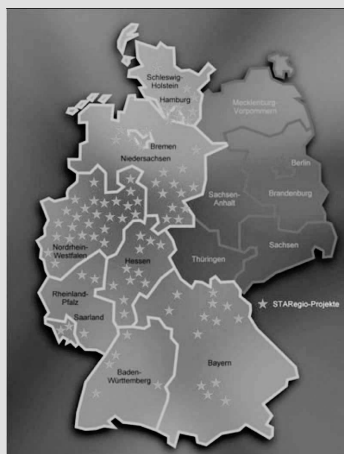 Schleswig-
Holstein
Hamburg
Mecklenburg-
Vorpommern
Bremen
Niedersachsen
Berlin
Sachsen-
Anhalt
Brandenburg
Nordrhein-
Westfalen
Hessen
Thüringen
Sachsen
Rheinland-
Pfalz
Saarland
STARegio-Projekte
Baden-
Württemberg
Bayern